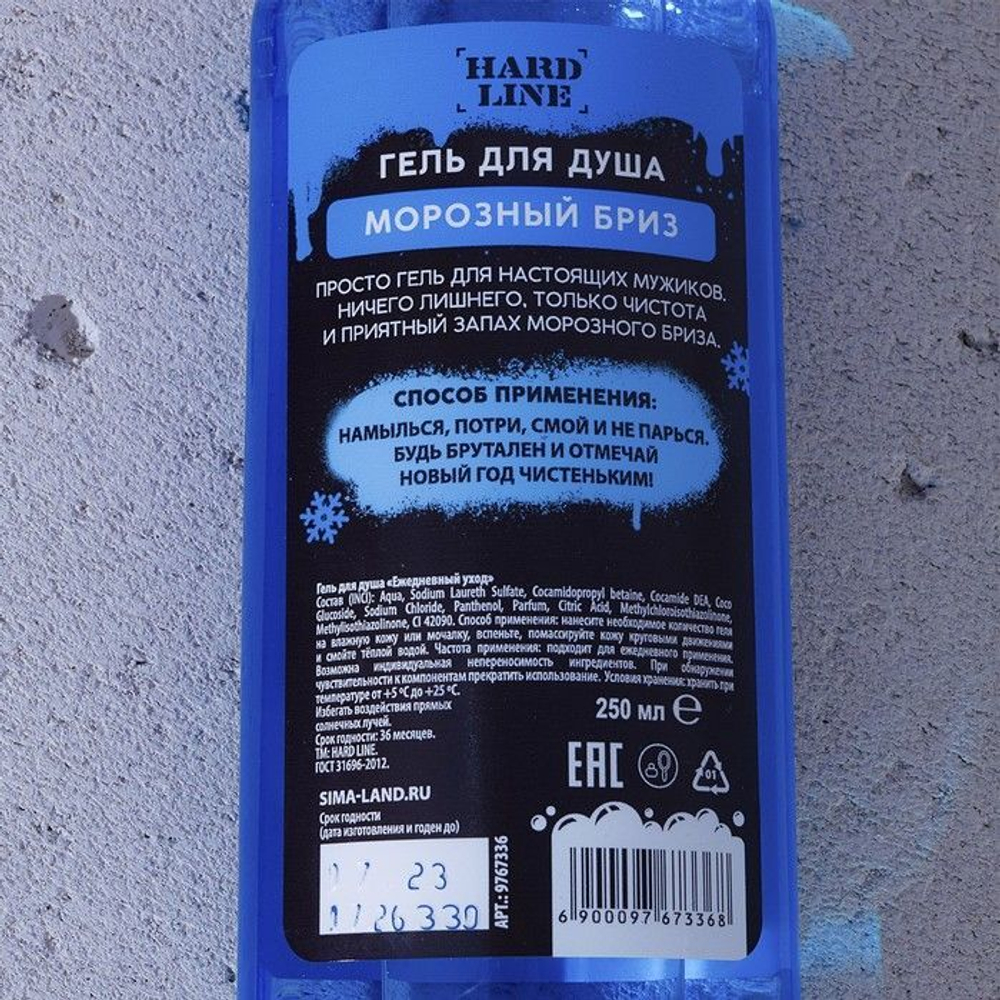 HARD
LINE
ГЕЛЬ ДЛЯ ДУША
МОРОЗНЫЙ БРИЗ
ПРОСТО ГЕЛЬ ДЛЯ НАСТОЯЩИХ МУЖИКОВ.
НИЧЕГО ЛИШНЕГО, ТОЛЬКО ЧИСТОТА
И ПРИЯТНЫЙ ЗАПАХ МОРОЗНОГО БРИЗА.
СПОСОБ ПРИМЕНЕНИЯ:
НАМЫЛЬСЯ, ПОТРИ, СМОЙ И НЕ ПАРЬСЯ.
БУДЬ БРУТАЛЕН И ОТМЕЧАЙ
НОВЫЙ ГОД ЧИСТЕНЬКИМ!
Гель для душа «Ежедневный уход»
Состав (INCI): Aqua, Sodium Laureth Sulfate, Cocamidopropyl betaine, Cocamide DEA, Coco
Glucoside, Sodium Chloride, Panthenol, Parfum, Citric Acid, Methylchloroisothiazolinone,
Methylisothiazolinone, CI 42090. Способ применения: нанесите необходимое количество геля
на влажную кожу или мочалку, вспеньте, помассируйте кожу круговыми движениями
и смойте тёплой водой. Частота применения: подходит для ежедневного применения.
Возможна индивидуальная непереносимость ингредиентов. При обнаружении
чувствительности к компонентам прекратить использование. Условия хранения: хранить при
температуре от +5 ºC до +25 ºC.
Избегать воздействия прямых
солнечных лучей.
Срок годности: 36 месяцев.
ТМ: HARD LINE.
ГОСТ 31696-2012.
250 мл e
EAC
01
SIMA-LAND.RU
Срок годности
(дата изготовления и годен до)
7 23
26 330
АРТ.: 9767336
6 900097 673368